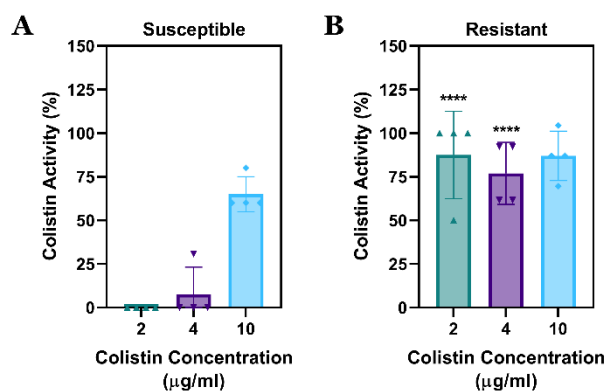 A
Susceptible
Colistin Activity (%)
150
125
100
75
50
25
0
2
4
10
Colistin Concentration
(μg/ml)
B
Resistant
Colistin Activity (%)
150
125
100
75
50
25
0
****
****
2
4
10
Colistin Concentration
(μg/ml)